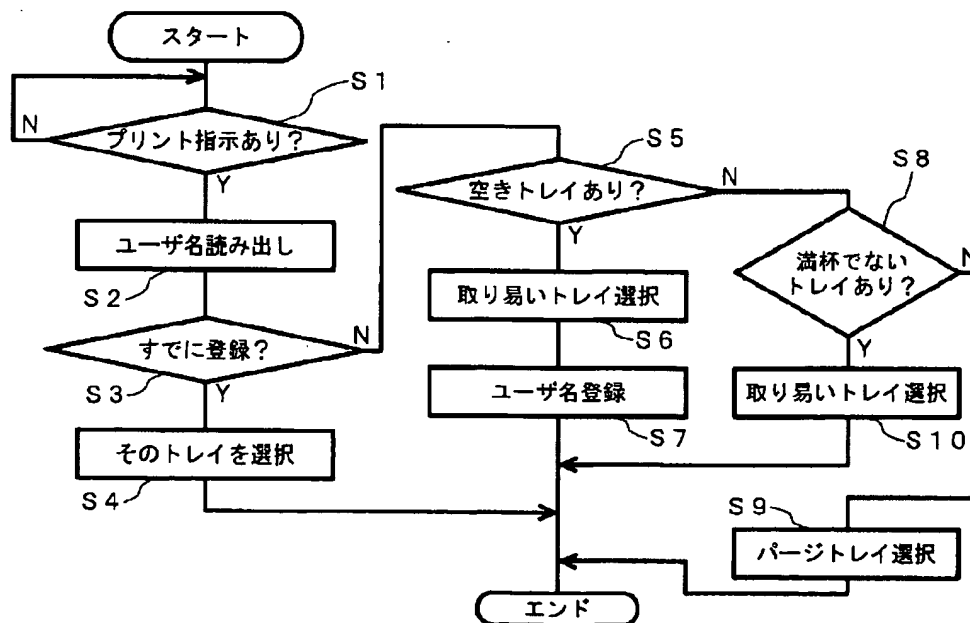 スタート
S1
プリント指示あり?
N
Y
ユーザ名読み出し
S2
すでに登録?
N
S3
Y
そのトレイを選択
S4
S5
空きトレイあり?
N
Y
取り易いトレイ選択
S6
ユーザ名登録
S7
S8
満杯でない
トレイあり?
N
Y
取り易いトレイ選択
S10
S9
パージトレイ選択
エンド